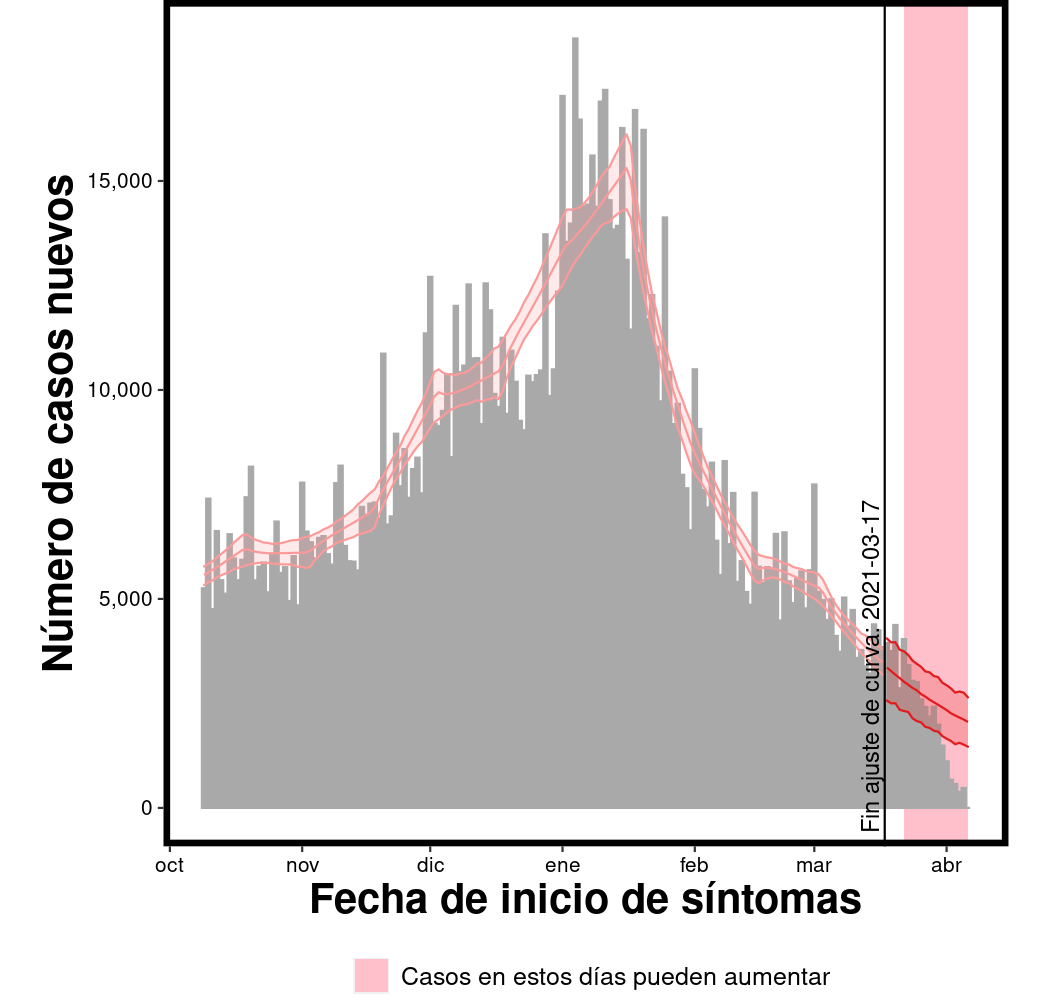 Número de casos nuevos
15,000
10,000
5,000
0
Fin ajuste de curva: 2021-03-17
oct nov dic ene feb mar abr
Fecha de inicio de síntomas
Casos en estos días pueden aumentar